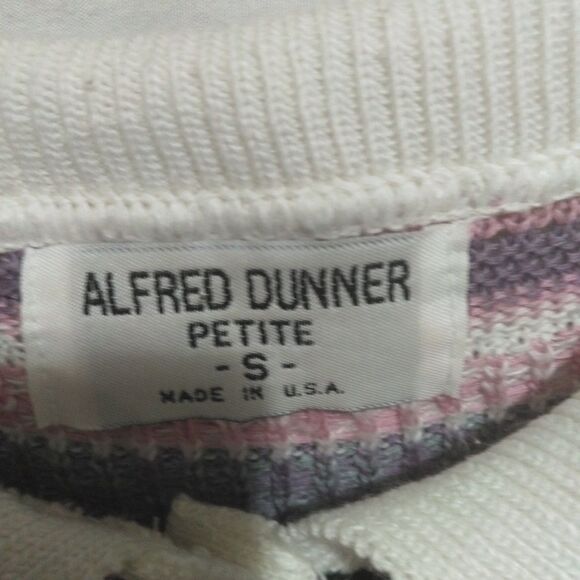 ALFRED DUNNER
PETITE
- S -
MADE IN U.S.A.